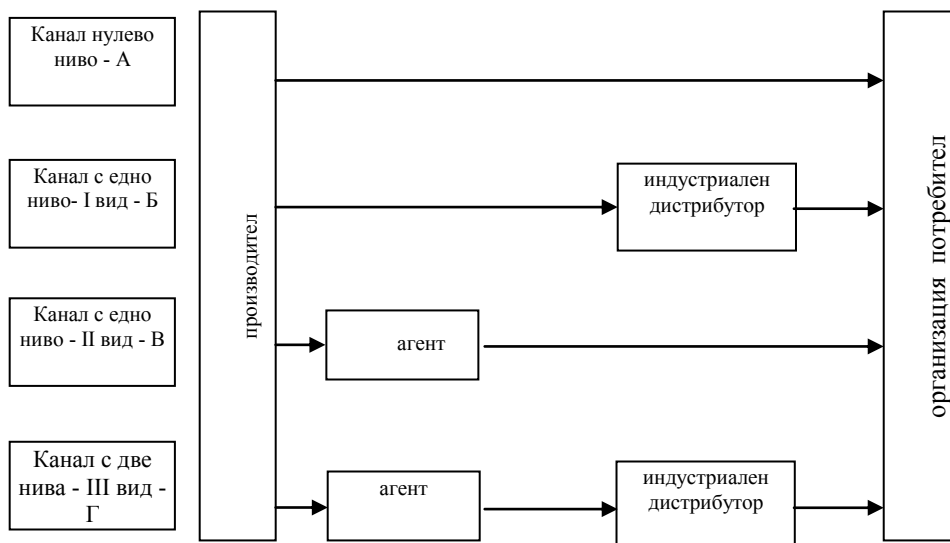 Канал нулево
ниво - А
Канал с едно
ниво- I вид - Б
Канал с едно
ниво - II вид - В
Канал с две
нива - III вид -
Г
производител
индустриален
дистрибутор
агент
агент
индустриален
дистрибутор
организация потребител